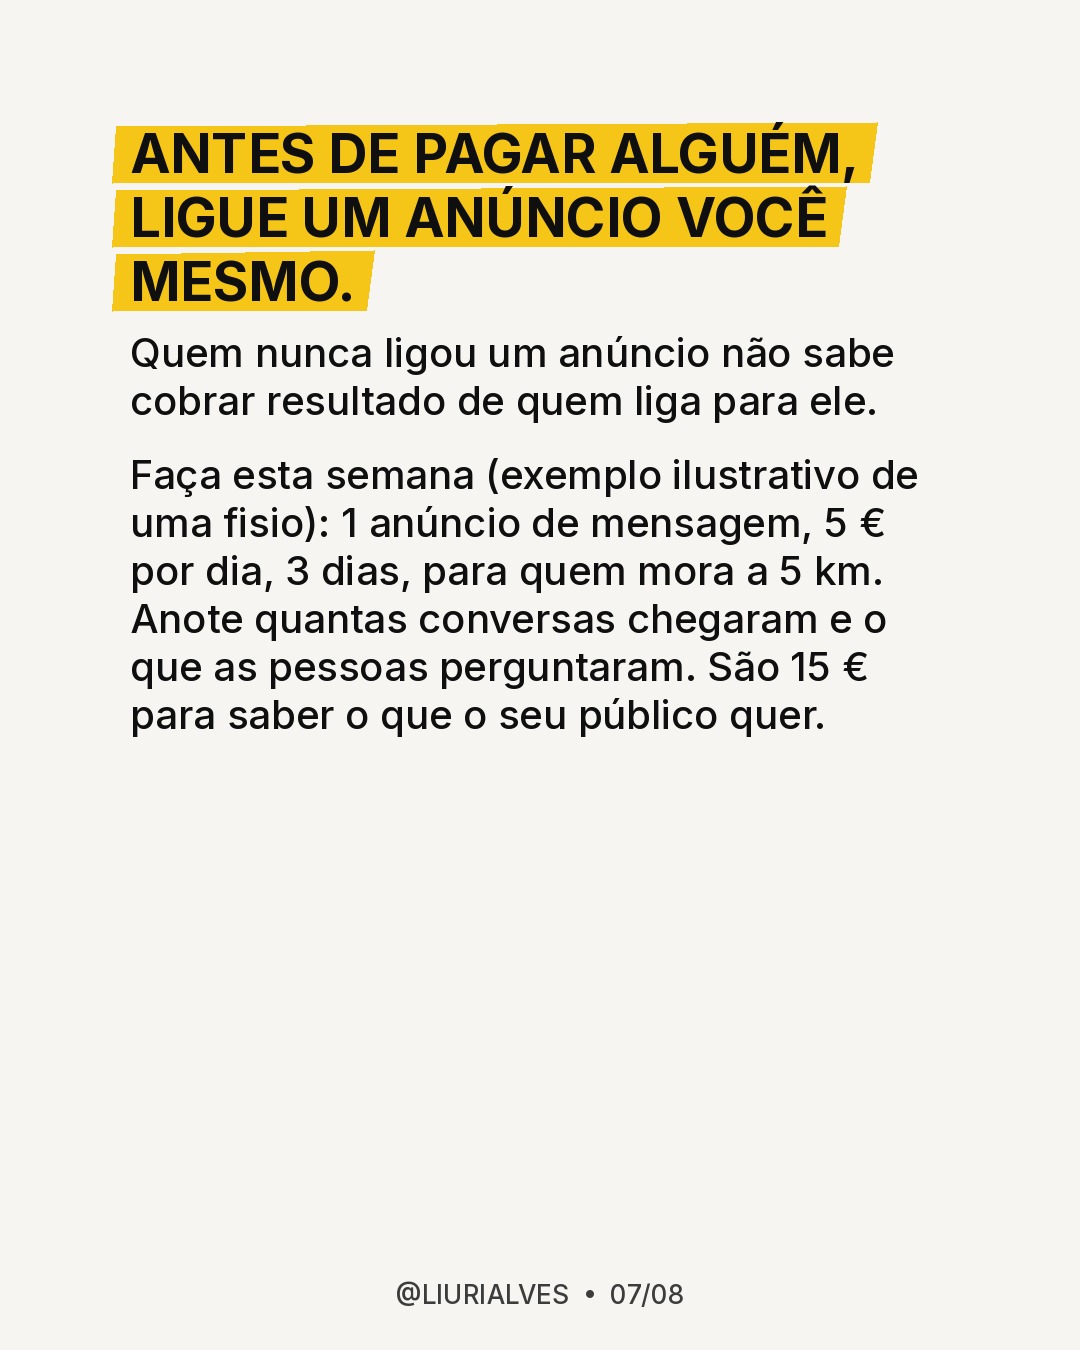 ANTES DE PAGAR ALGUÉM,
LIGUE UM ANÚNCIO VOCÊ
MESMO.
Quem nunca ligou um anúncio não sabe
cobrar resultado de quem liga para ele.
Faça esta semana (exemplo ilustrativo de
uma fisio): 1 anúncio de mensagem, 5 €
por dia, 3 dias, para quem mora a 5 km.
Anote quantas conversas chegaram e o
que as pessoas perguntaram. São 15 €
para saber o que o seu público quer.
@LIURIALVES • 07/08